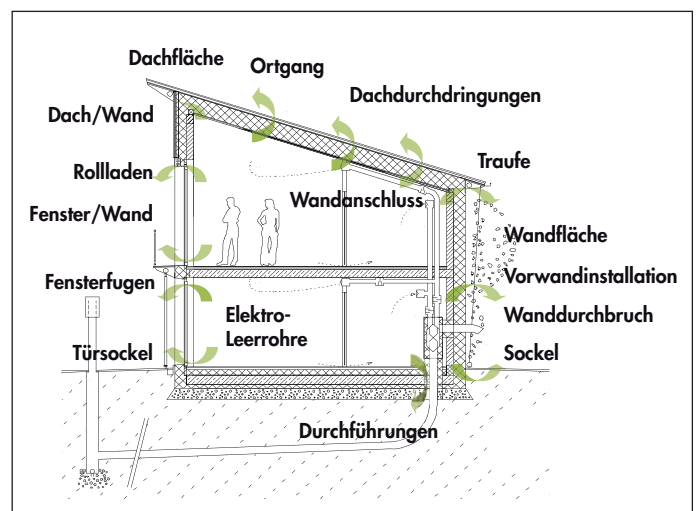 Dachfläche
Ortgang
Dachdurchdringungen
Dach/Wand
Traufe
Rollladen
Wandanschluss
Fenster/Wand
Wandfläche
Fensterfugen
Vorwandinstallation
Elektro-
Leerrohre
Wanddurchbruch
Türsockel
Sockel
Durchführungen